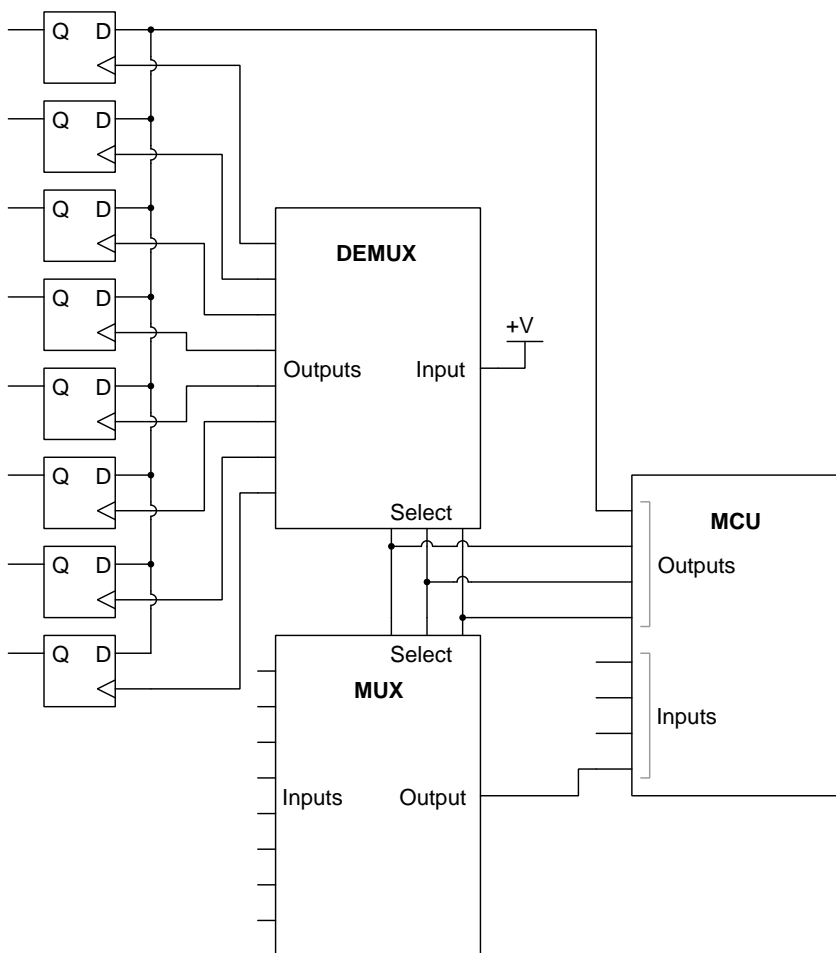 Q D
Q D
Q D
DEMUX
Q D
+V
Outputs Input
Q D
Q D
Select
MCU
Q D
Outputs
Q D
Select
MUX
Inputs
Inputs Output